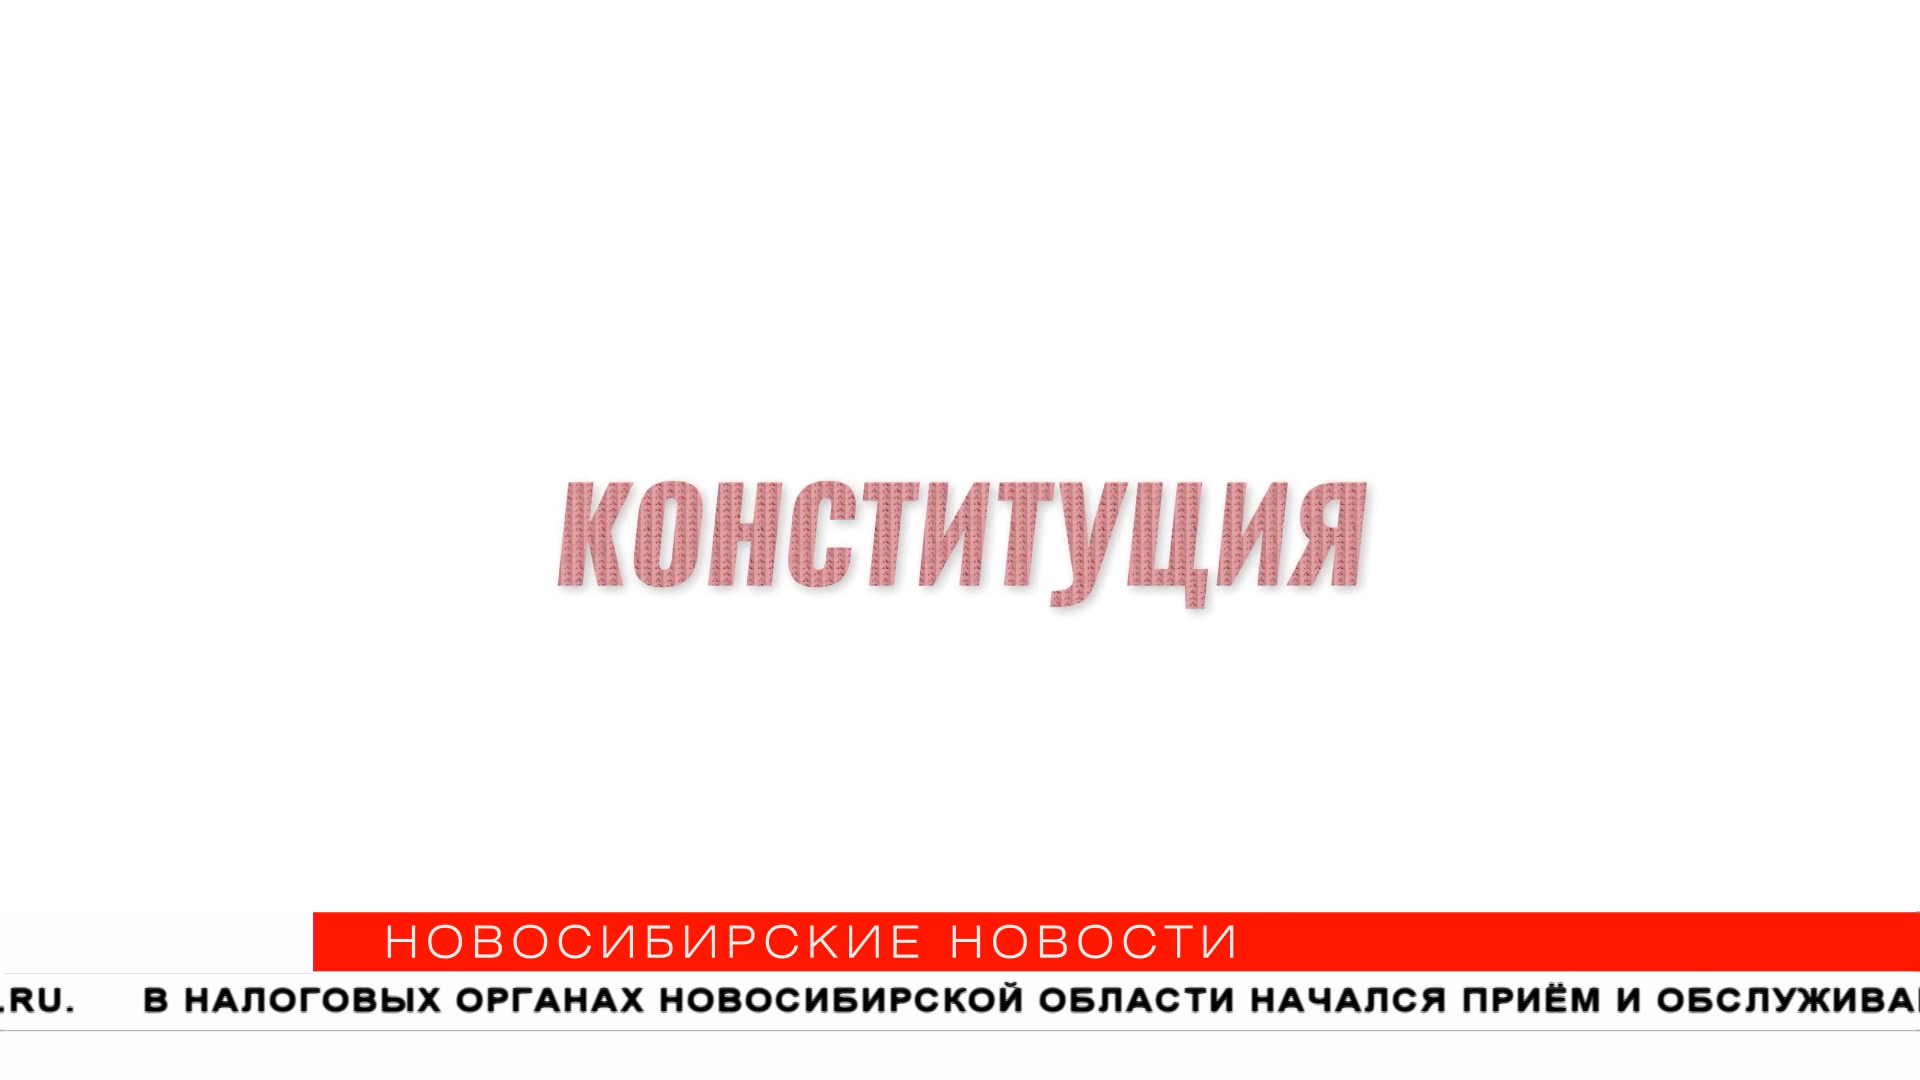 КОНСТИТУЦИЯ
НОВОСИБИРСКИЕ НОВОСТИ
.RU. В НАЛОГОВЫХ ОРГАНАХ НОВОСИБИРСКОЙ ОБЛАСТИ НАЧАЛСЯ ПРИЁМ И